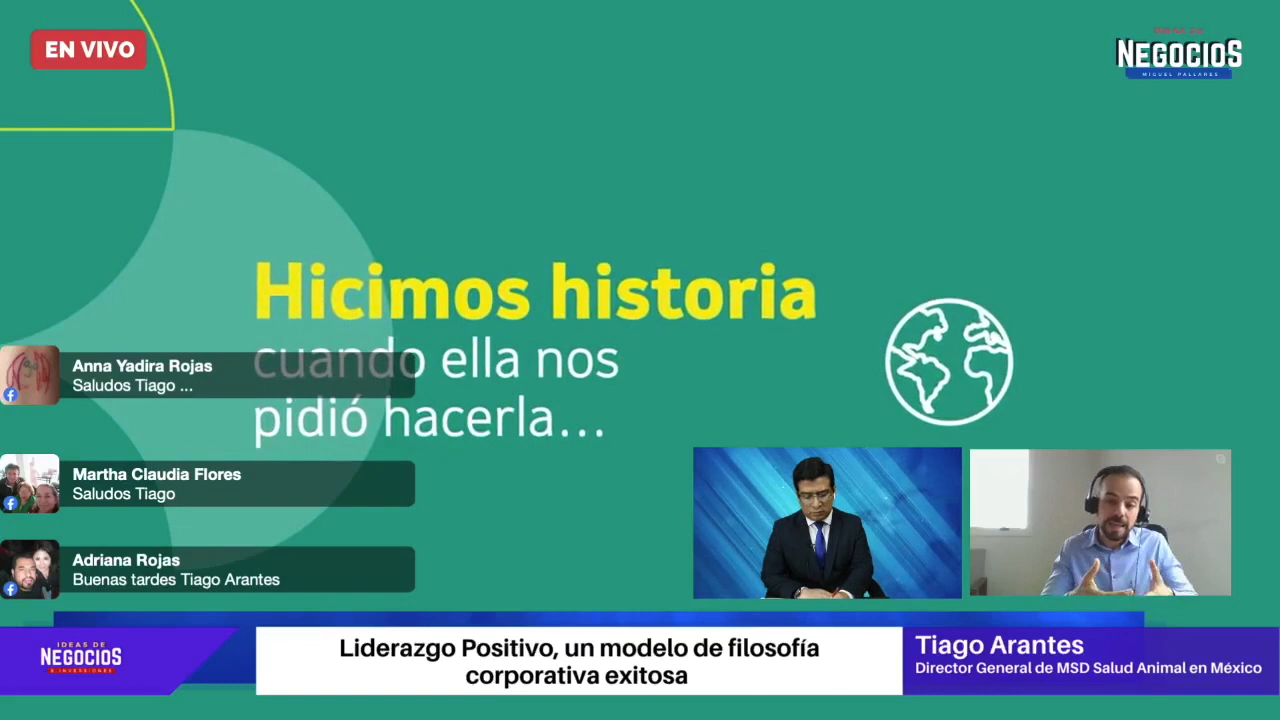 EN VIVO
NEGOCIOS
MIGUEL PALLARES
Hicimos historia
cuando ella nos
pidió hacerla...
Anna Yadira Rojas
Saludos Tiago ...
Martha Claudia Flores
Saludos Tiago
Adriana Rojas
Buenas tardes Tiago Arantes
IDEAS DE
NEGOCIOS
E INVERSIONES
Liderazgo Positivo, un modelo de filosofía
corporativa exitosa
Tiago Arantes
Director General de MSD Salud Animal en México